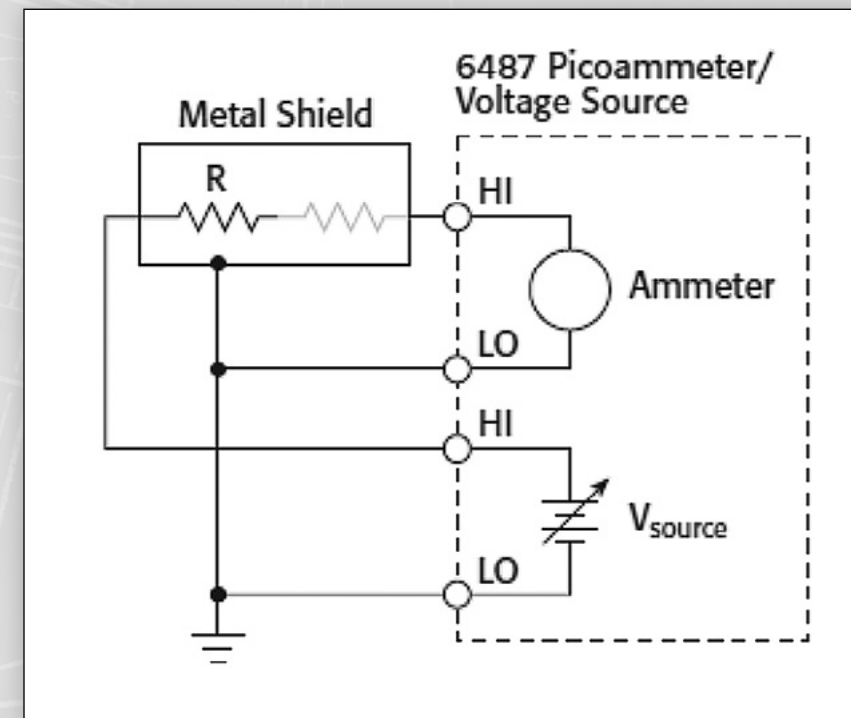 6487 Picoammeter/
Voltage Source
Metal Shield
R
HI
Ammeter
LO
HI
Vsource
LO